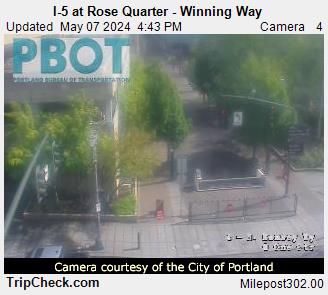 I-5 at Rose Quarter - Winning Way
Updated May 07 2024 4:43 PM Camera 4
PBOT
PORTLAND BUREAU OF TRANSPORTATION
Camera courtesy of the City of Portland
TripCheck.com Milepost302.00